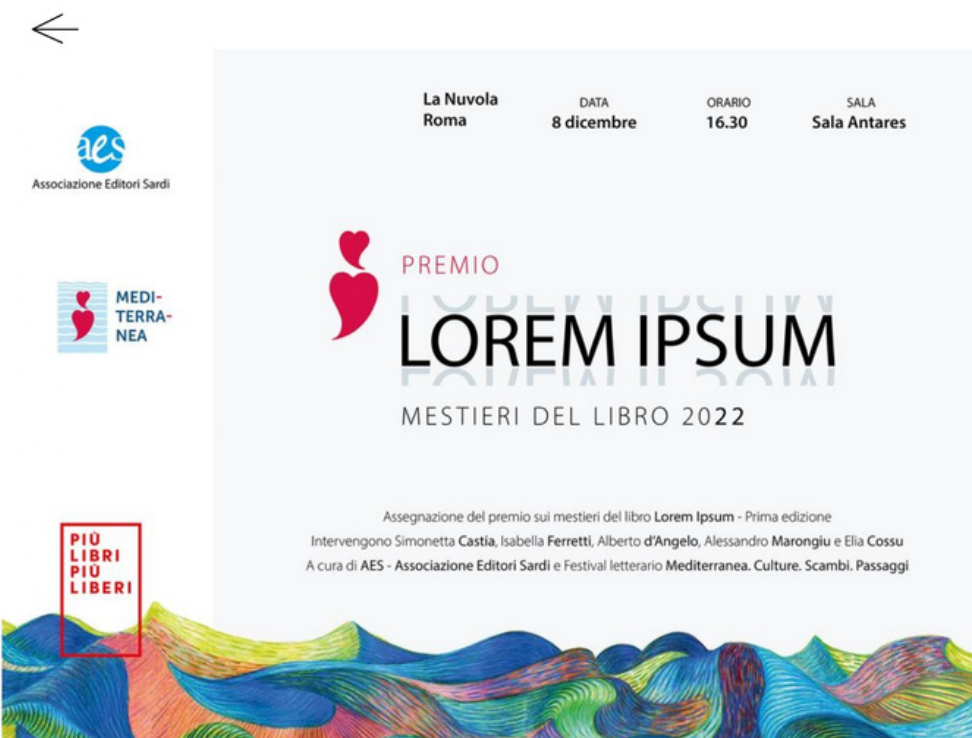 La Nuvola
Roma
DATA
8 dicembre
ORARIO
16.30
SALA
Sala Antares
aes
Associazione Editori Sardi
MEDI-
TERRA-
NEA
PREMIO
LOREM IPSUM
MESTIERI DEL LIBRO 2022
Assegnazione del premio sui mestieri del libro Lorem Ipsum - Prima edizione
Intervengono Simonetta Castia, Isabella Ferretti, Alberto d'Angelo, Alessandro Marongiu e Elia Cossu
A cura di AES - Associazione Editori Sardi e Festival letterario Mediterranea. Culture. Scambi. Passaggi
PIÙ
LIBRI
PIÙ
LIBERI